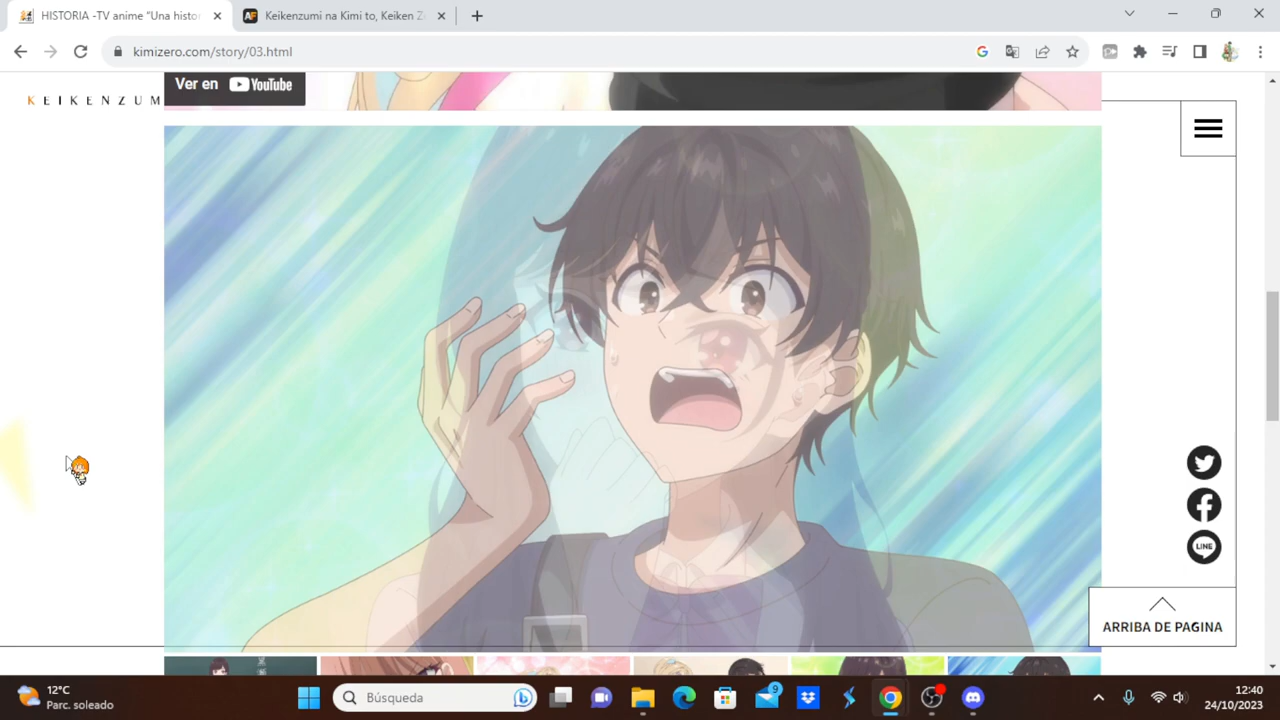 HISTORIA -TV anime “Una histor
Keikenzumi na Kimi to, Keiken Z
kimizero.com/story/03.html
Ver en YouTube
KEIKENZUM
LINE
ARRIBA DE PAGINA
12°C
Parc. soleado
Búsqueda
9
12:40
24/10/2023